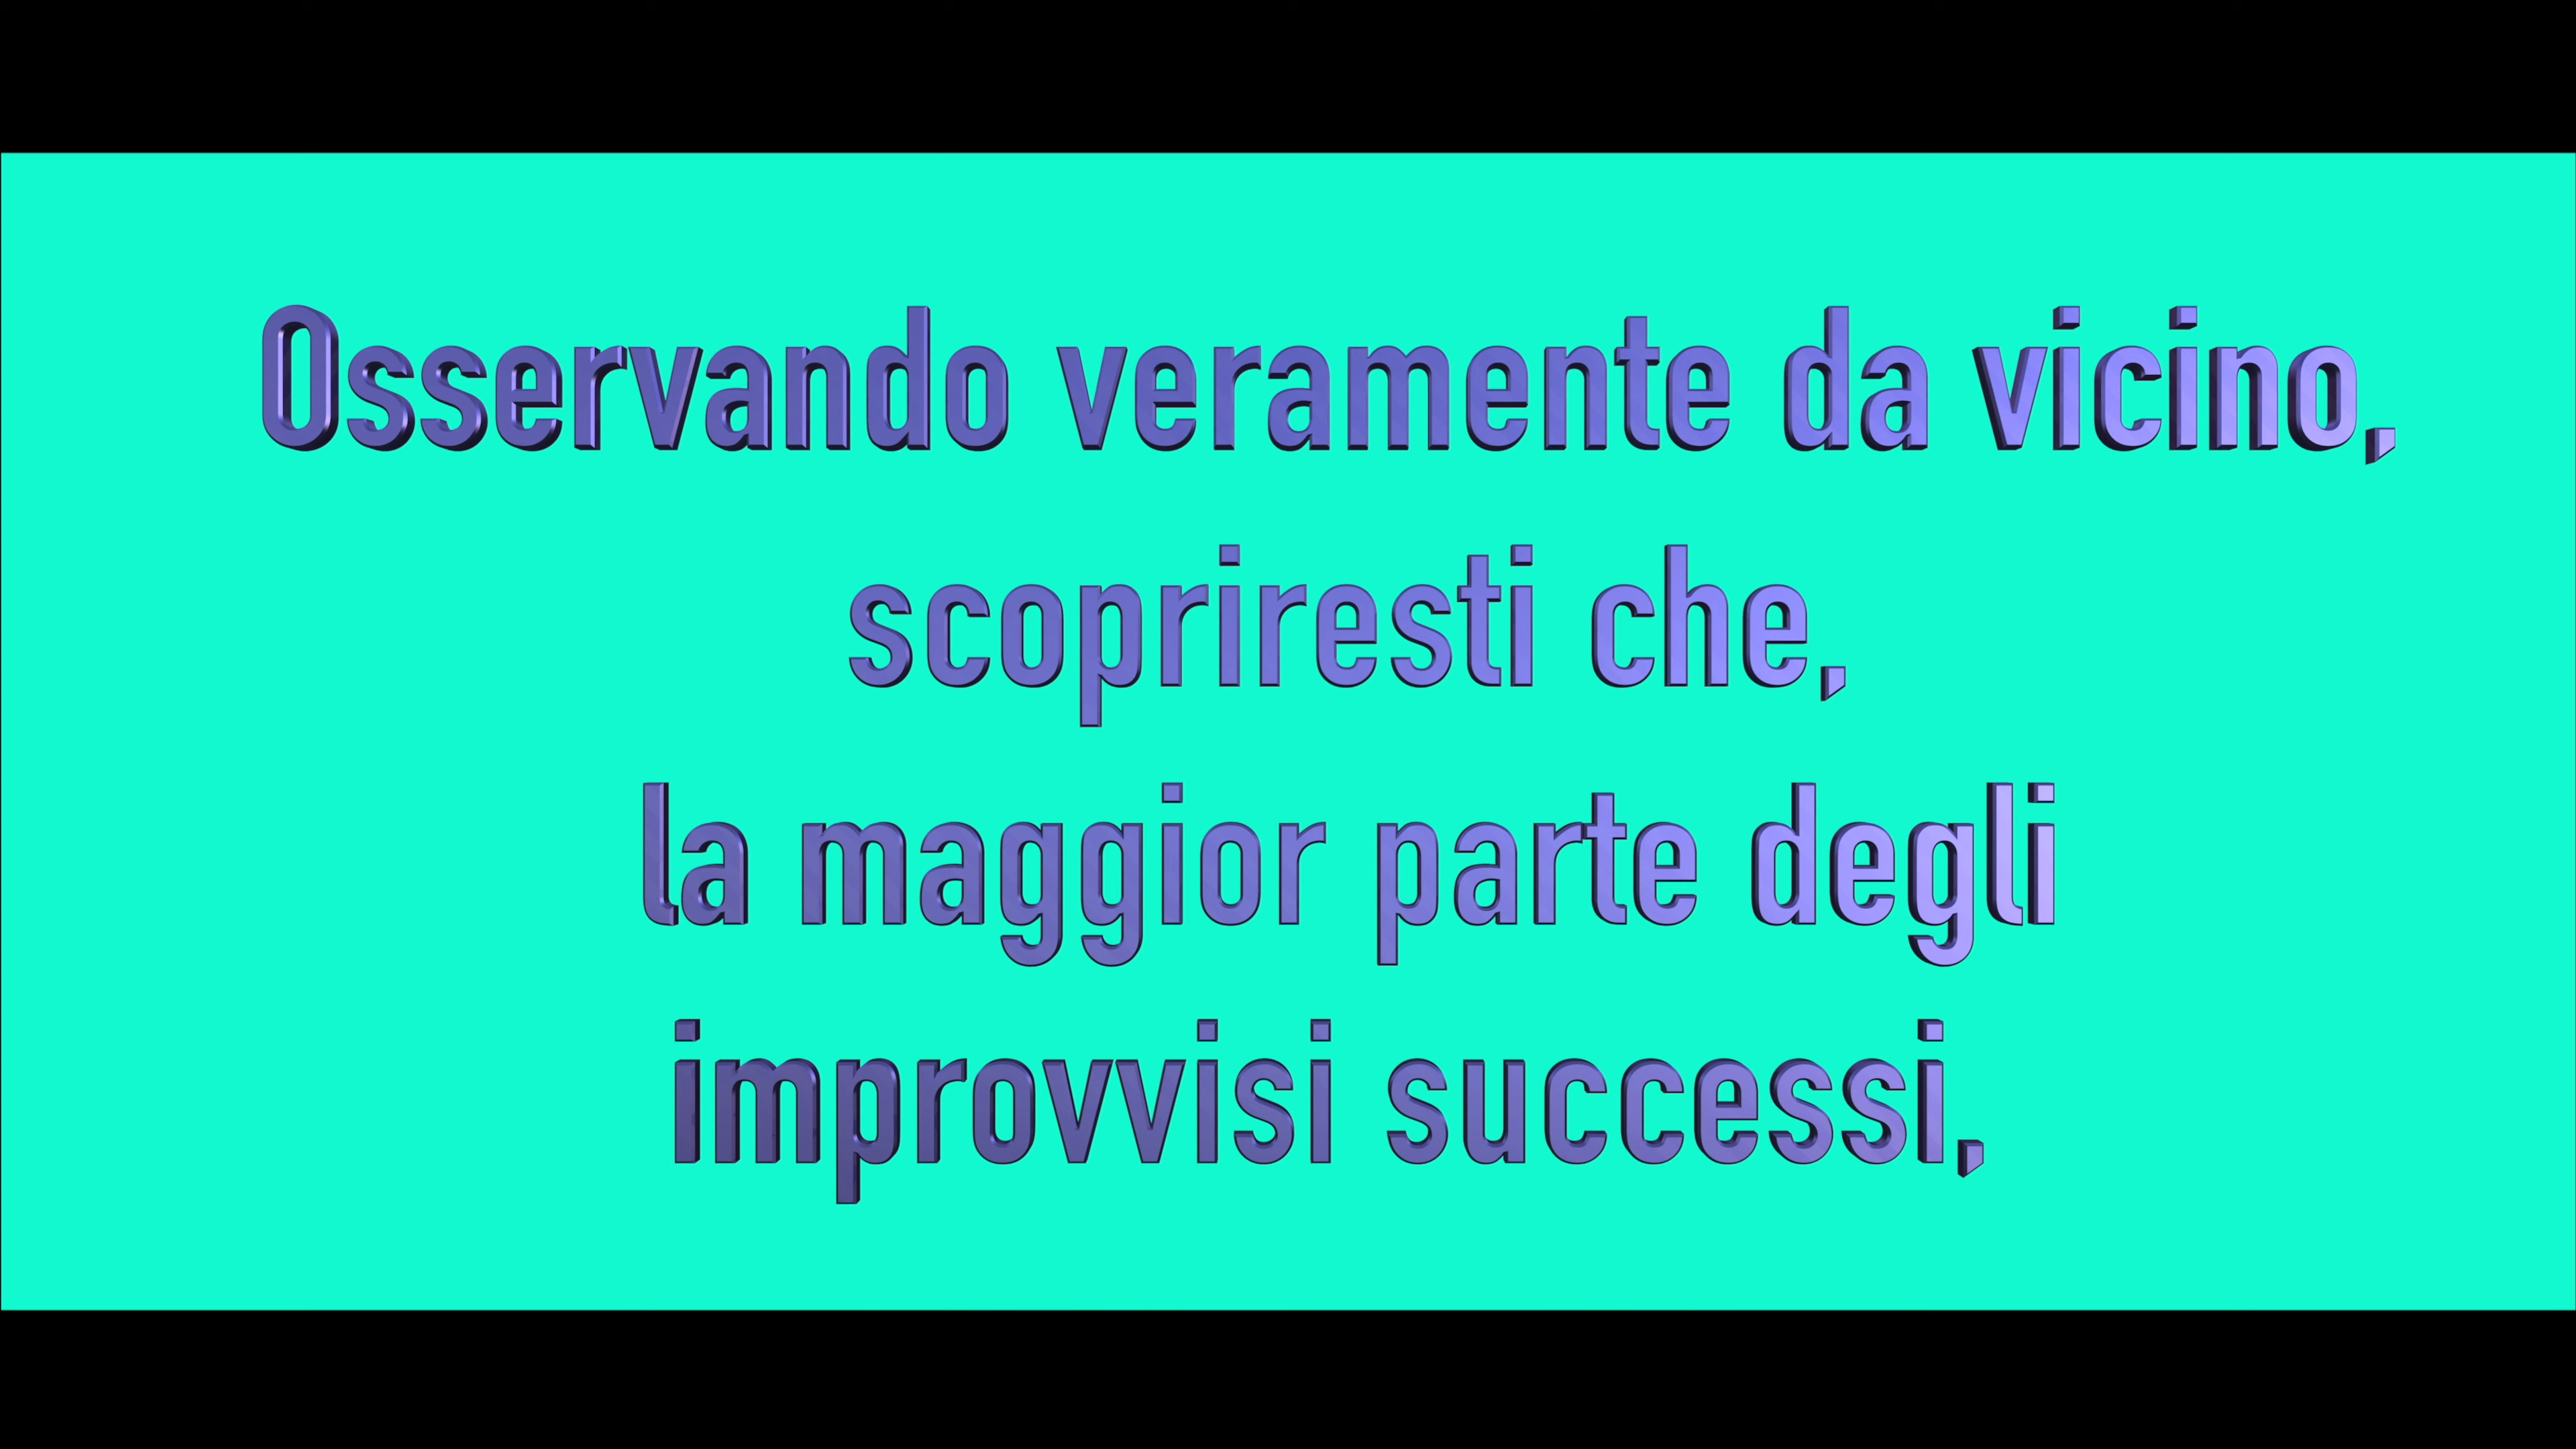 Osservando veramente da vicino,
scopriresti che,
la maggior parte degli
improvvisi successi,